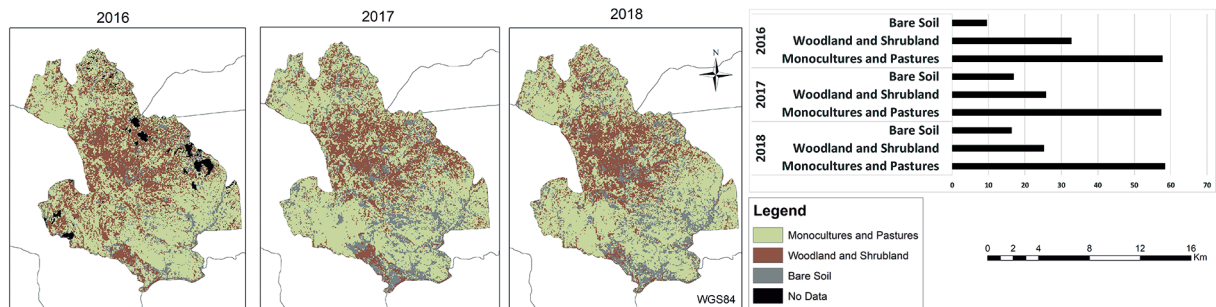 2016
2017
2018
N
WGS84
2016
Bare Soil
Woodland and Shrubland
Monocultures and Pastures
2017
Bare Soil
Woodland and Shrubland
Monocultures and Pastures
2018
Bare Soil
Woodland and Shrubland
Monocultures and Pastures
0 10 20 30 40 50 60 70
Legend
Monocultures and Pastures
Woodland and Shrubland
Bare Soil
No Data
0 2 4 8 12 16
Km